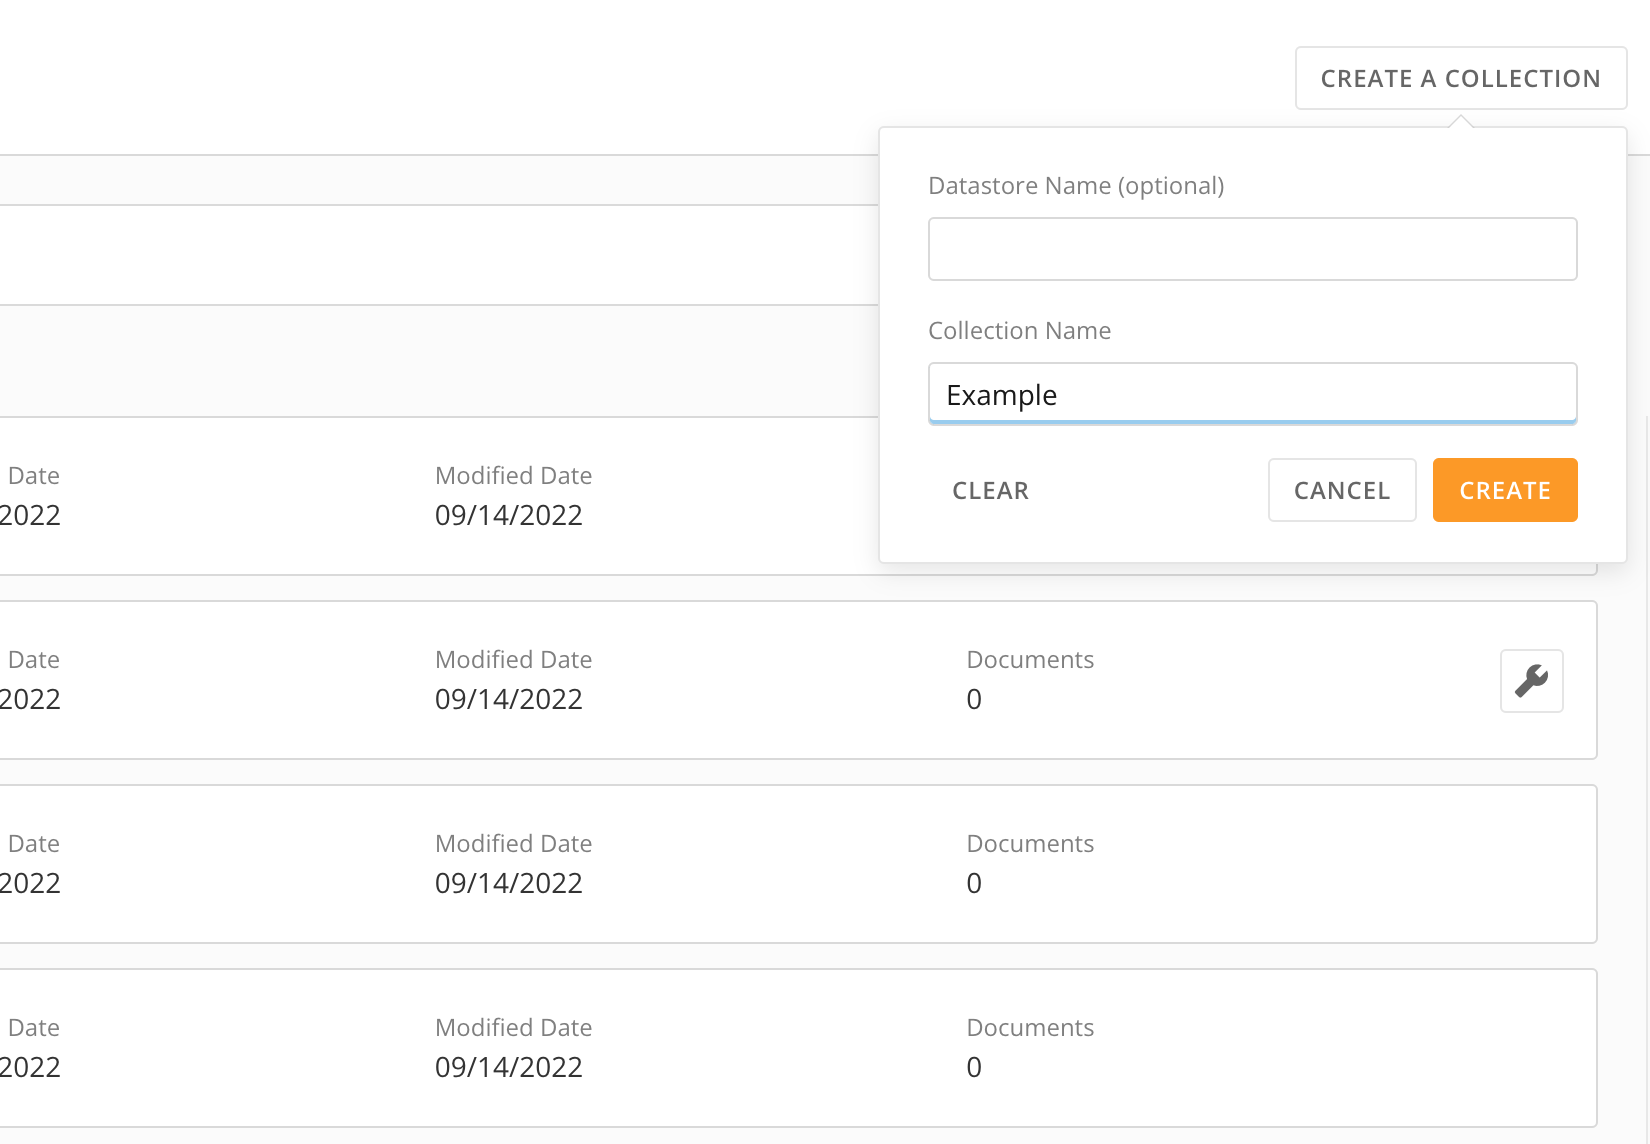 CREATE A COLLECTION
Datastore Name (optional)
Collection Name
Example
CLEAR CANCEL CREATE
Date Modified Date
2022 09/14/2022
Date Modified Date Documents
2022 09/14/2022 0
Date Modified Date Documents
2022 09/14/2022 0
Date Modified Date Documents
2022 09/14/2022 0